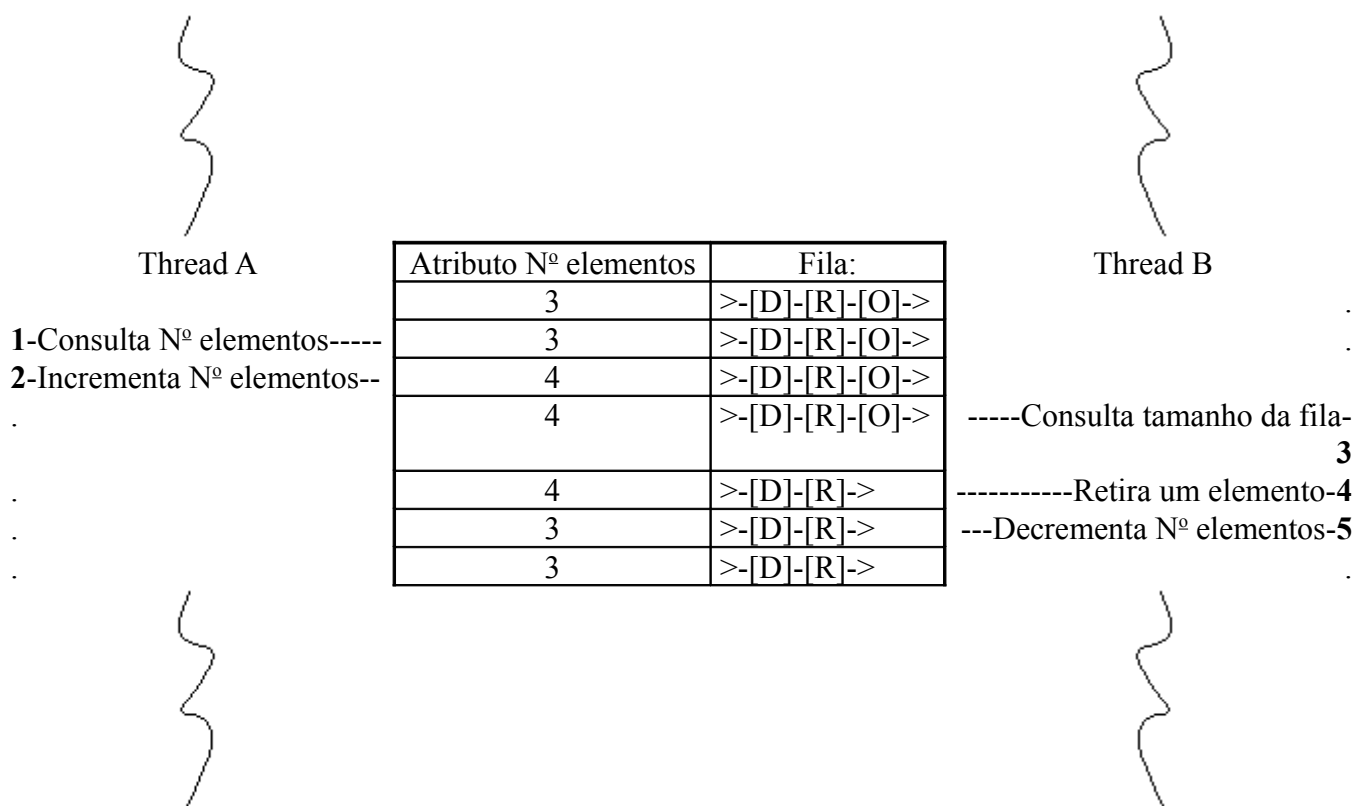 Thread A Atributo Nº elementos Fila: Thread B
3 >-[D]-[R]-[O]-> .
1-Consulta Nº elementos----- 3 >-[D]-[R]-[O]-> .
2-Incrementa Nº elementos-- 4 >-[D]-[R]-[O]->
. 4 >-[D]-[R]-[O]-> -----Consulta tamanho da fila-
3
. 4 >-[D]-[R]-> -----------Retira um elemento-4
. 3 >-[D]-[R]-> ---Decrementa Nº elementos-5
. 3 >-[D]-[R]-> .